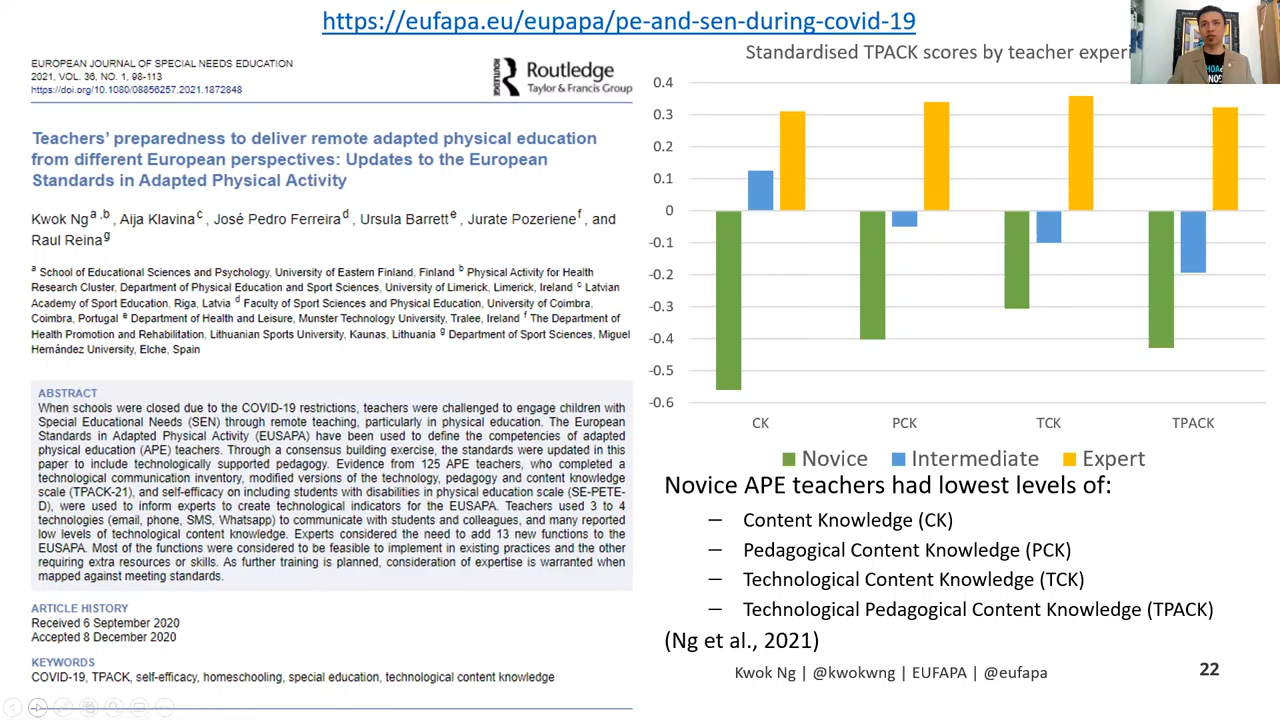 https://eufapa.eu/eupapa/pe-and-sen-during-covid-19
EUROPEAN JOURNAL OF SPECIAL NEEDS EDUCATION
2021, VOL. 36, NO. 1, 98-113
https://doi.org/10.1080/08856257.2021.1872848
ROUTLEDGE
Routledge
Taylor & Francis Group
Teachers' preparedness to deliver remote adapted physical education
from different European perspectives: Updates to the European
Standards in Adapted Physical Activity
Kwok Ng a ,b , Aija Klavina c , José Pedro Ferreira d , Ursula Barrett e , Jurate Pozeriene f , and
Raul Reina g
a School of Educational Sciences and Psychology, University of Eastern Finland, Finland b Physical Activity for Health
Research Cluster, Department of Physical Education and Sport Sciences, University of Limerick, Limerick, Ireland c Latvian
Academy of Sport Education, Riga, Latvia d Faculty of Sport Sciences and Physical Education, University of Coimbra,
Coimbra, Portugal e Department of Health and Leisure, Munster Technology University, Tralee, Ireland f The Department of
Health Promotion and Rehabilitation, Lithuanian Sports University, Kaunas, Lithuania g Department of Sport Sciences, Miguel
Hernández University, Elche, Spain
ABSTRACT
When schools were closed due to the COVID-19 restrictions, teachers were challenged to engage children with
Special Educational Needs (SEN) through remote teaching, particularly in physical education. The European
Standards in Adapted Physical Activity (EUSAPA) have been used to define the competencies of adapted
physical education (APE) teachers. Through a consensus building exercise, the standards were updated in this
paper to include technologically supported pedagogy. Evidence from 125 APE teachers, who completed a
technological communication inventory, modified versions of the technology, pedagogy and content knowledge
scale (TPACK-21), and self-efficacy on including students with disabilities in physical education scale (SE-PETE-
D), were used to inform experts to create technological indicators for the EUSAPA. Teachers used 3 to 4
technologies (email, phone, SMS, Whatsapp) to communicate with students and colleagues, and many reported
low levels of technological content knowledge. Experts considered the need to add 13 new functions to the
EUSAPA. Most of the functions were considered to be feasible to implement in existing practices and the other
requiring extra resources or skills. As further training is planned, consideration of expertise is warranted when
mapped against meeting standards.
ARTICLE HISTORY
Received 6 September 2020
Accepted 8 December 2020
KEYWORDS
COVID-19, TPACK, self-efficacy, homeschooling, special education, technological content knowledge
Standardised TPACK scores by teacher experi
0.4
0.3
0.2
0.1
0
-0.1
-0.2
-0.3
-0.4
-0.5
-0.6
CK PCK TCK TPACK
Novice Intermediate Expert
Novice APE teachers had lowest levels of:
– Content Knowledge (CK)
– Pedagogical Content Knowledge (PCK)
– Technological Content Knowledge (TCK)
– Technological Pedagogical Content Knowledge (TPACK)
(Ng et al., 2021)
Kwok Ng | @kwokwng | EUFAPA | @eufapa
22